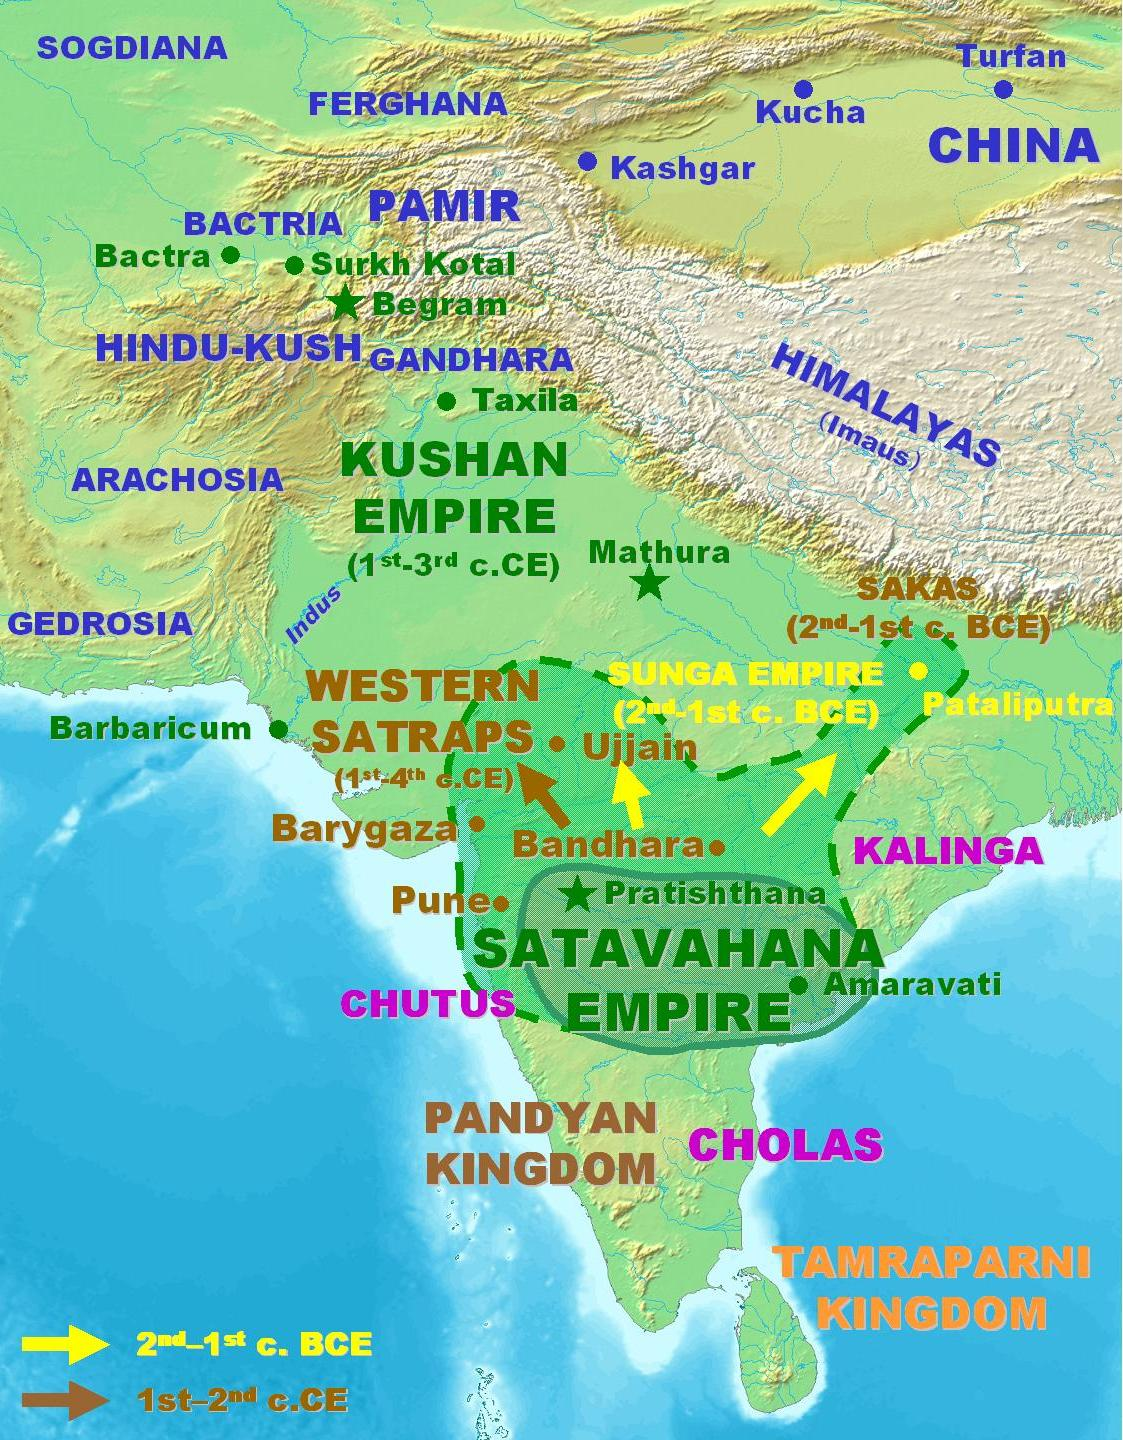 SOGDIANA
Turfan
FERGHANA
Kucha
CHINA
Kashgar
PAMIR
BACTRIA
Bactra
Surkh Kotal
Begram
HINDU-KUSH
GANDHARA
HIMALAYAS
(Imaus)
Taxila
KUSHAN
EMPIRE
(1st-3rd c.CE)
ARACHOSIA
Mathura
SAKAS
(2nd-1st c. BCE)
Indus
GEDROSIA
WESTERN
SATRAPS
(1st-4th c.CE)
SUNGA EMPIRE
(2nd-1st c. BCE)
Pataliputra
Barbaricum
Ujjain
Barygaza
Bandhara
KALINGA
Pune
Pratishthana
SATAVAHANA
EMPIRE
Amaravati
CHUTUS
PANDYAN
KINGDOM
CHOLAS
TAMRAPARNI
KINGDOM
2nd–1st c. BCE
1st–2nd c.CE